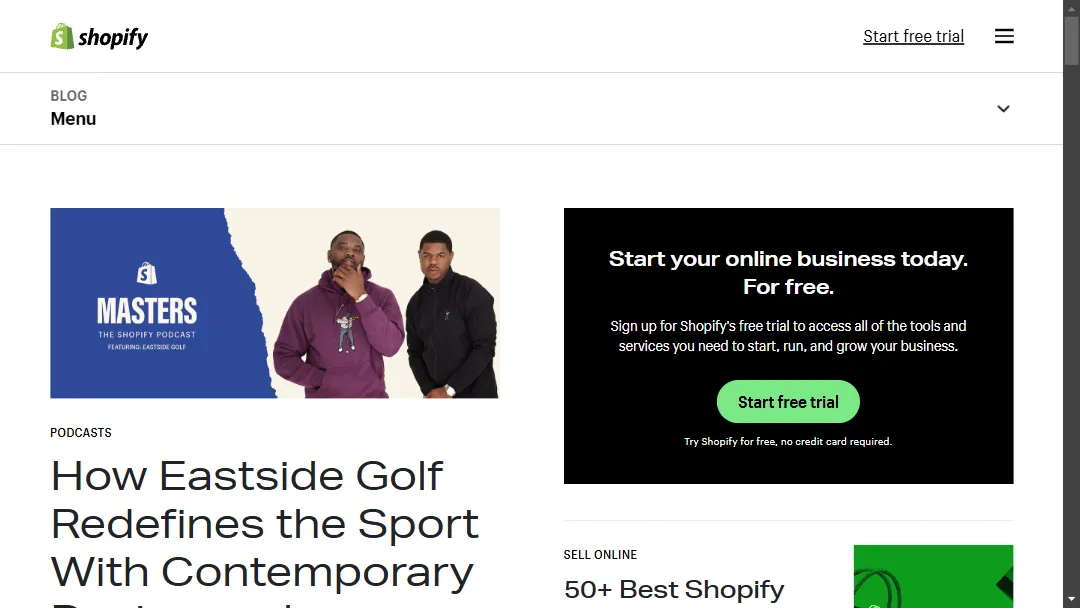 shopify
Start free trial
BLOG
Menu
MASTERS
THE SHOPIFY PODCAST
FEATURING: EASTSIDE GOLF
PODCASTS
How Eastside Golf
Redefines the Sport
With Contemporary
Start your online business today.
For free.
Sign up for Shopify's free trial to access all of the tools and
services you need to start, run, and grow your business.
Start free trial
Try Shopify for free, no credit card required.
SELL ONLINE
50+ Best Shopify